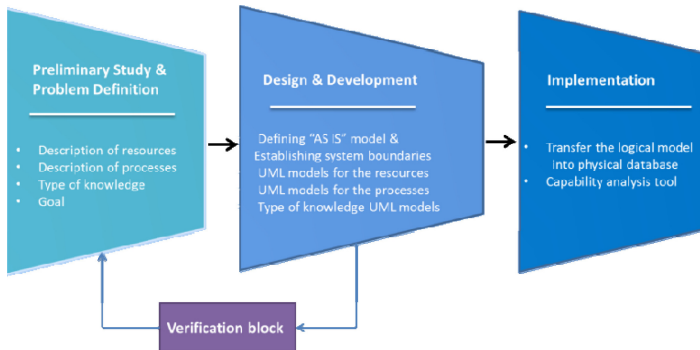 Preliminary Study &
Problem Definition
• Description of resources
• Description of processes
• Type of knowledge
• Goal
Design & Development
Defining "AS IS" model &
Establishing system boundaries
UML models for the resources
UML models for the processes
Type of knowledge UML models
Implementation
• Transfer the logical model
into physical database
• Capability analysis tool
Verification block